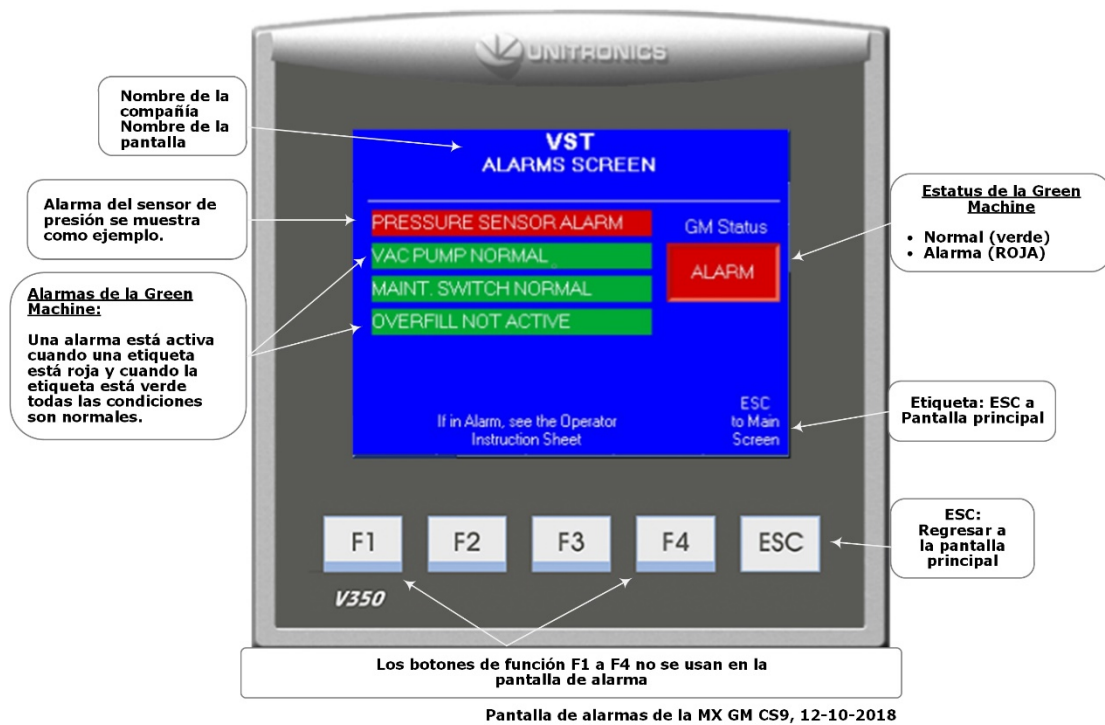 UNITRONICS
Nombre de la
compañía
Nombre de la
pantalla
VST
ALARMS SCREEN
Alarma del sensor de
presión se muestra
como ejemplo.
PRESSURE SENSOR ALARM
VAC PUMP NORMAL
MAINT. SWITCH NORMAL
OVERFILL NOT ACTIVE
GM Status
ALARM
Estatus de la Green
Machine
• Normal (verde)
• Alarma (ROJA)
Alarmas de la Green
Machine:
Una alarma está activa
cuando una etiqueta
está roja y cuando la
etiqueta está verde
todas las condiciones
son normales.
If in Alarm, see the Operator
Instruction Sheet
ESC
to Main
Screen
Etiqueta: ESC a
Pantalla principal
F1 F2 F3 F4 ESC
ESC:
Regresar a
la pantalla
principal
V350
Los botones de función F1 a F4 no se usan en la
pantalla de alarma
Pantalla de alarmas de la MX GM CS9, 12-10-2018